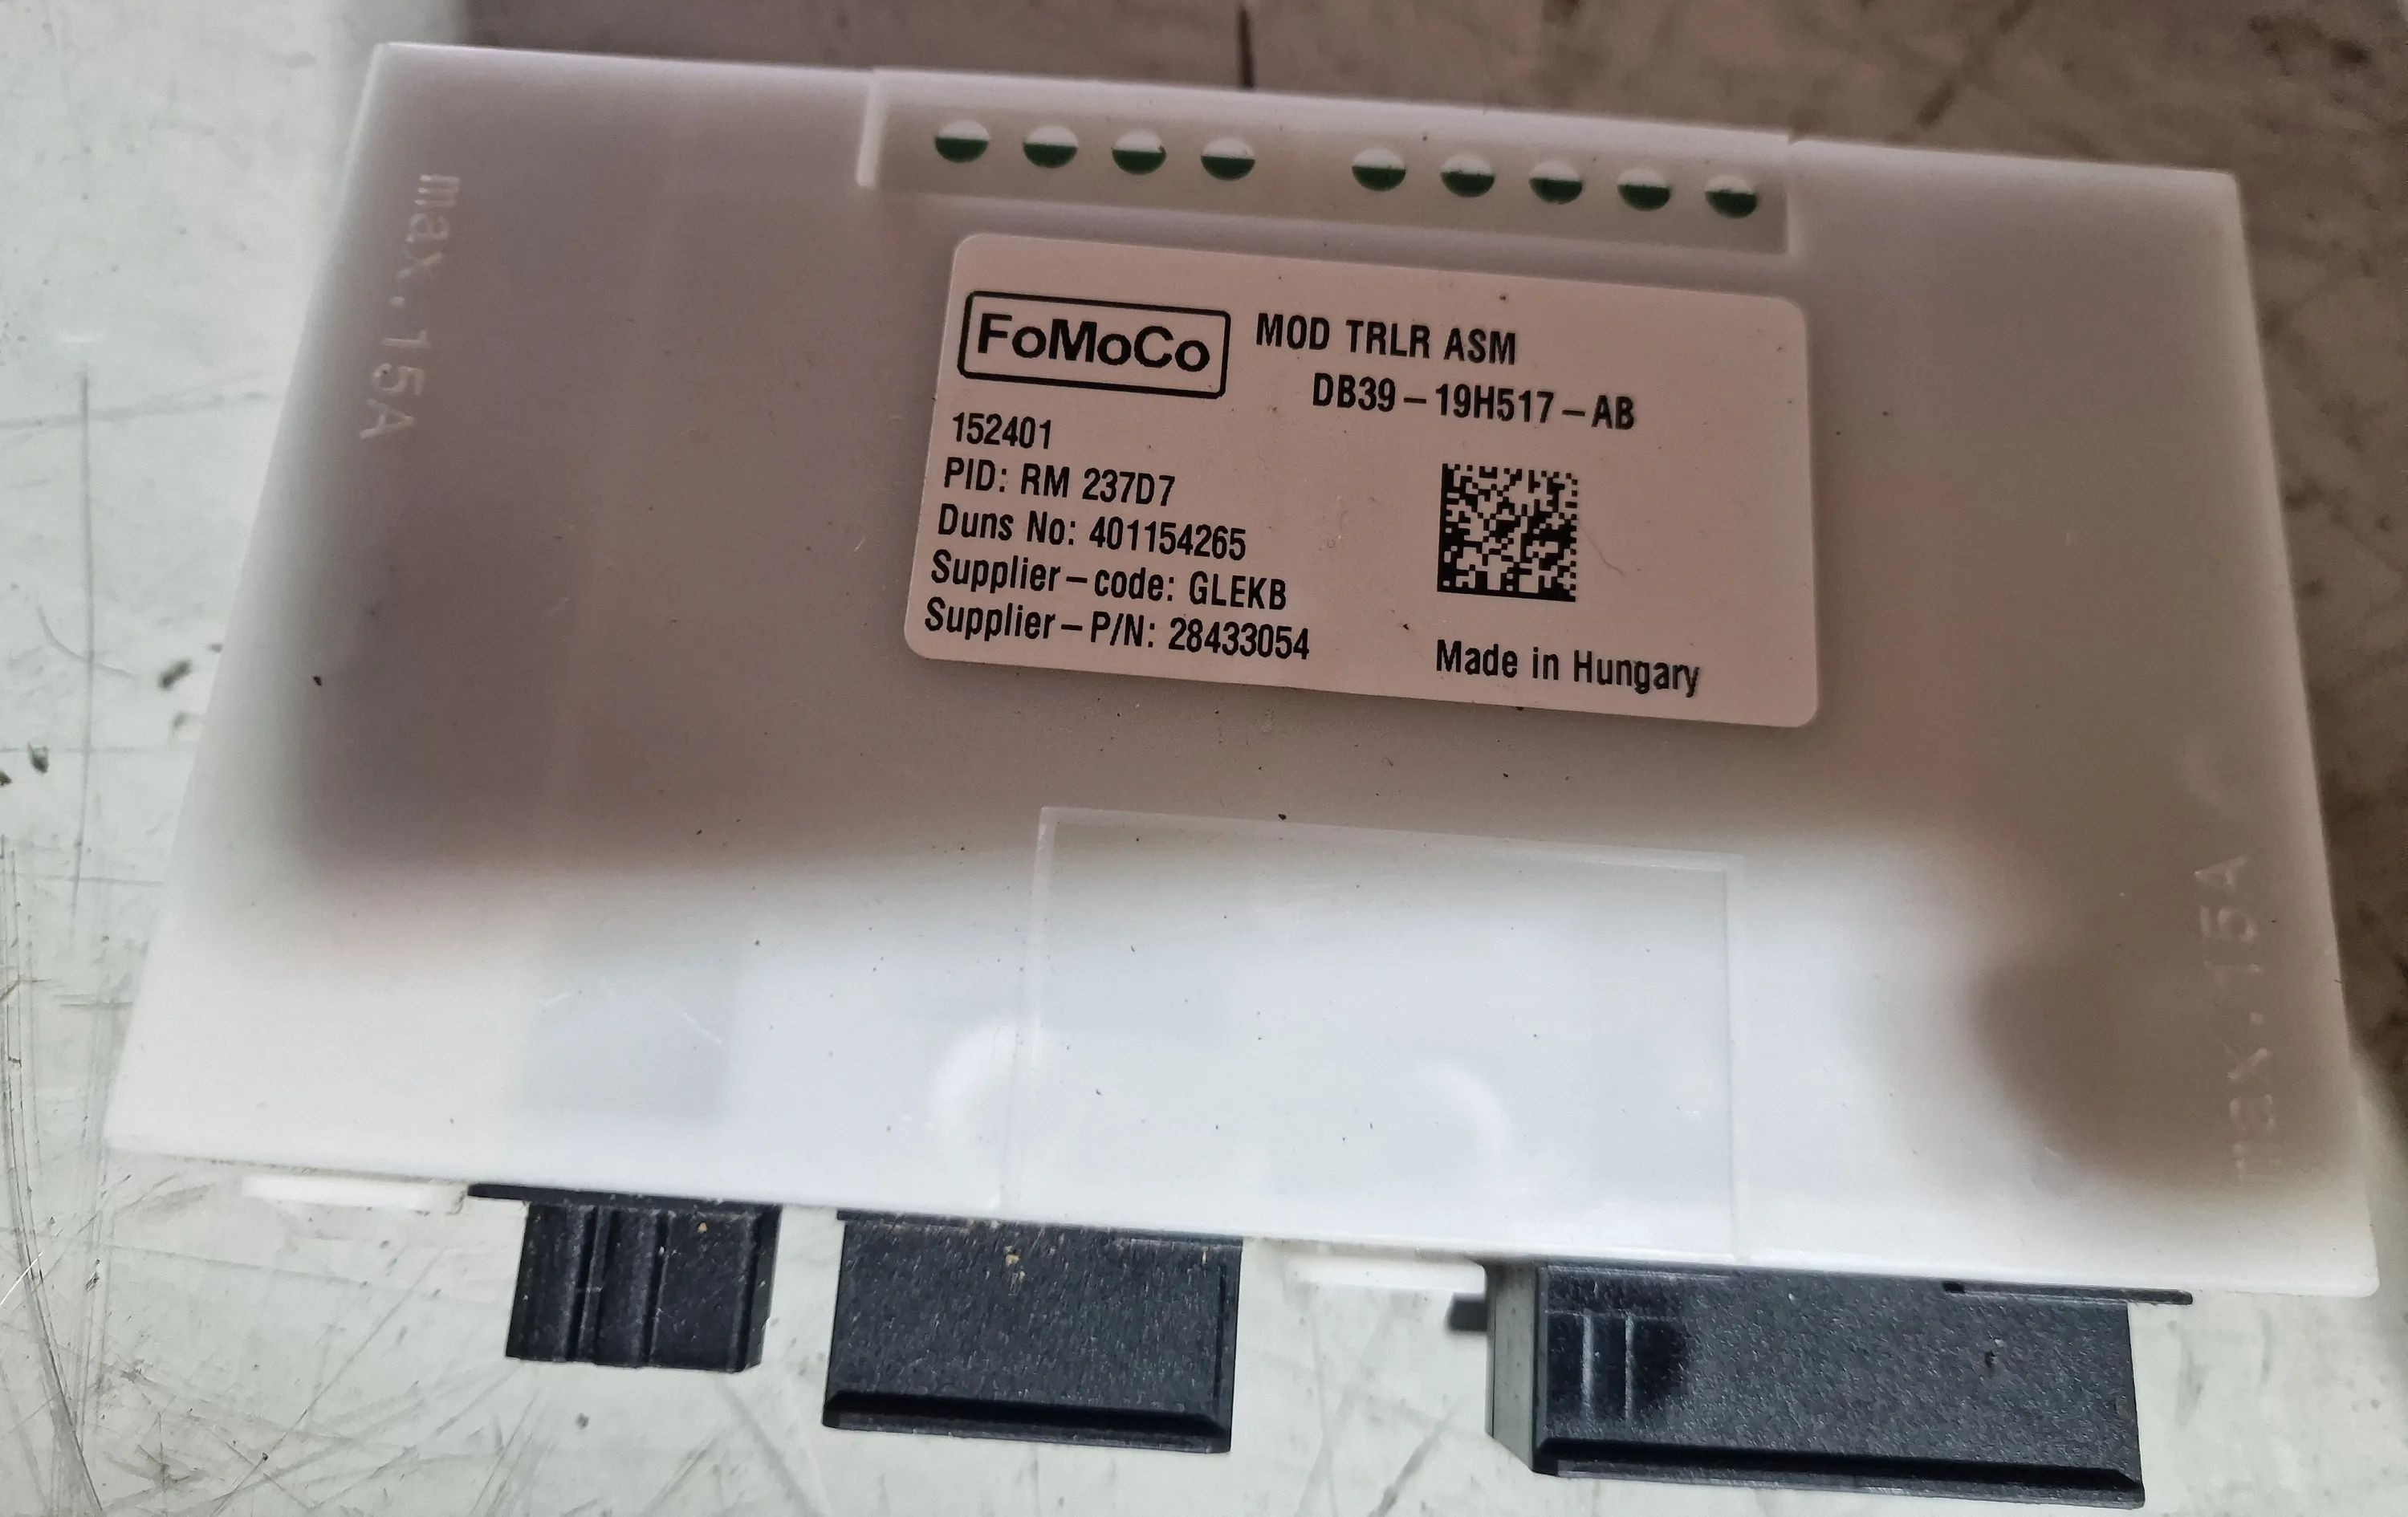 max.15A
FoMoCo
MOD TRLR ASM
DB39-19H517-AB
152401
PID: RM 237D7
Duns No: 401154265
Supplier-code: GLEKB
Supplier-P/N: 28433054
Made in Hungary
max.15A